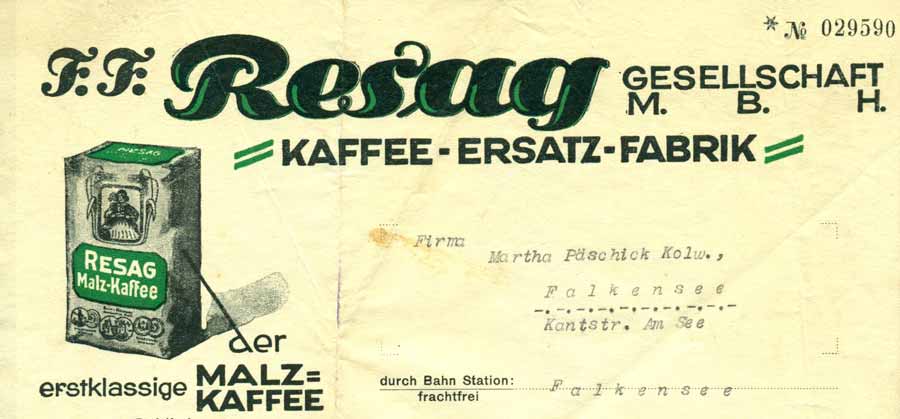 * № 029590
F.F. Resag GESELLSCHAFT
M. B. H.
KAFFEE-ERSATZ-FABRIK
RESAG
RESAG
Malz-Kaffee
der
erstklassige MALZ=
KAFFEE
Firma
Martha Päschick Kolw.,
Falkensee
Kantstr. Am See
durch Bahn Station: Falkensee
frachtfrei